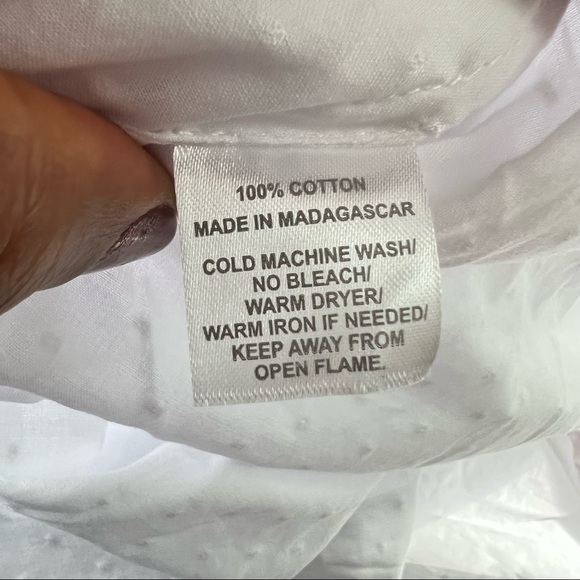 100% COTTON
MADE IN MADAGASCAR
COLD MACHINE WASH/
NO BLEACH/
WARM DRYER/
WARM IRON IF NEEDED/
KEEP AWAY FROM
OPEN FLAME.